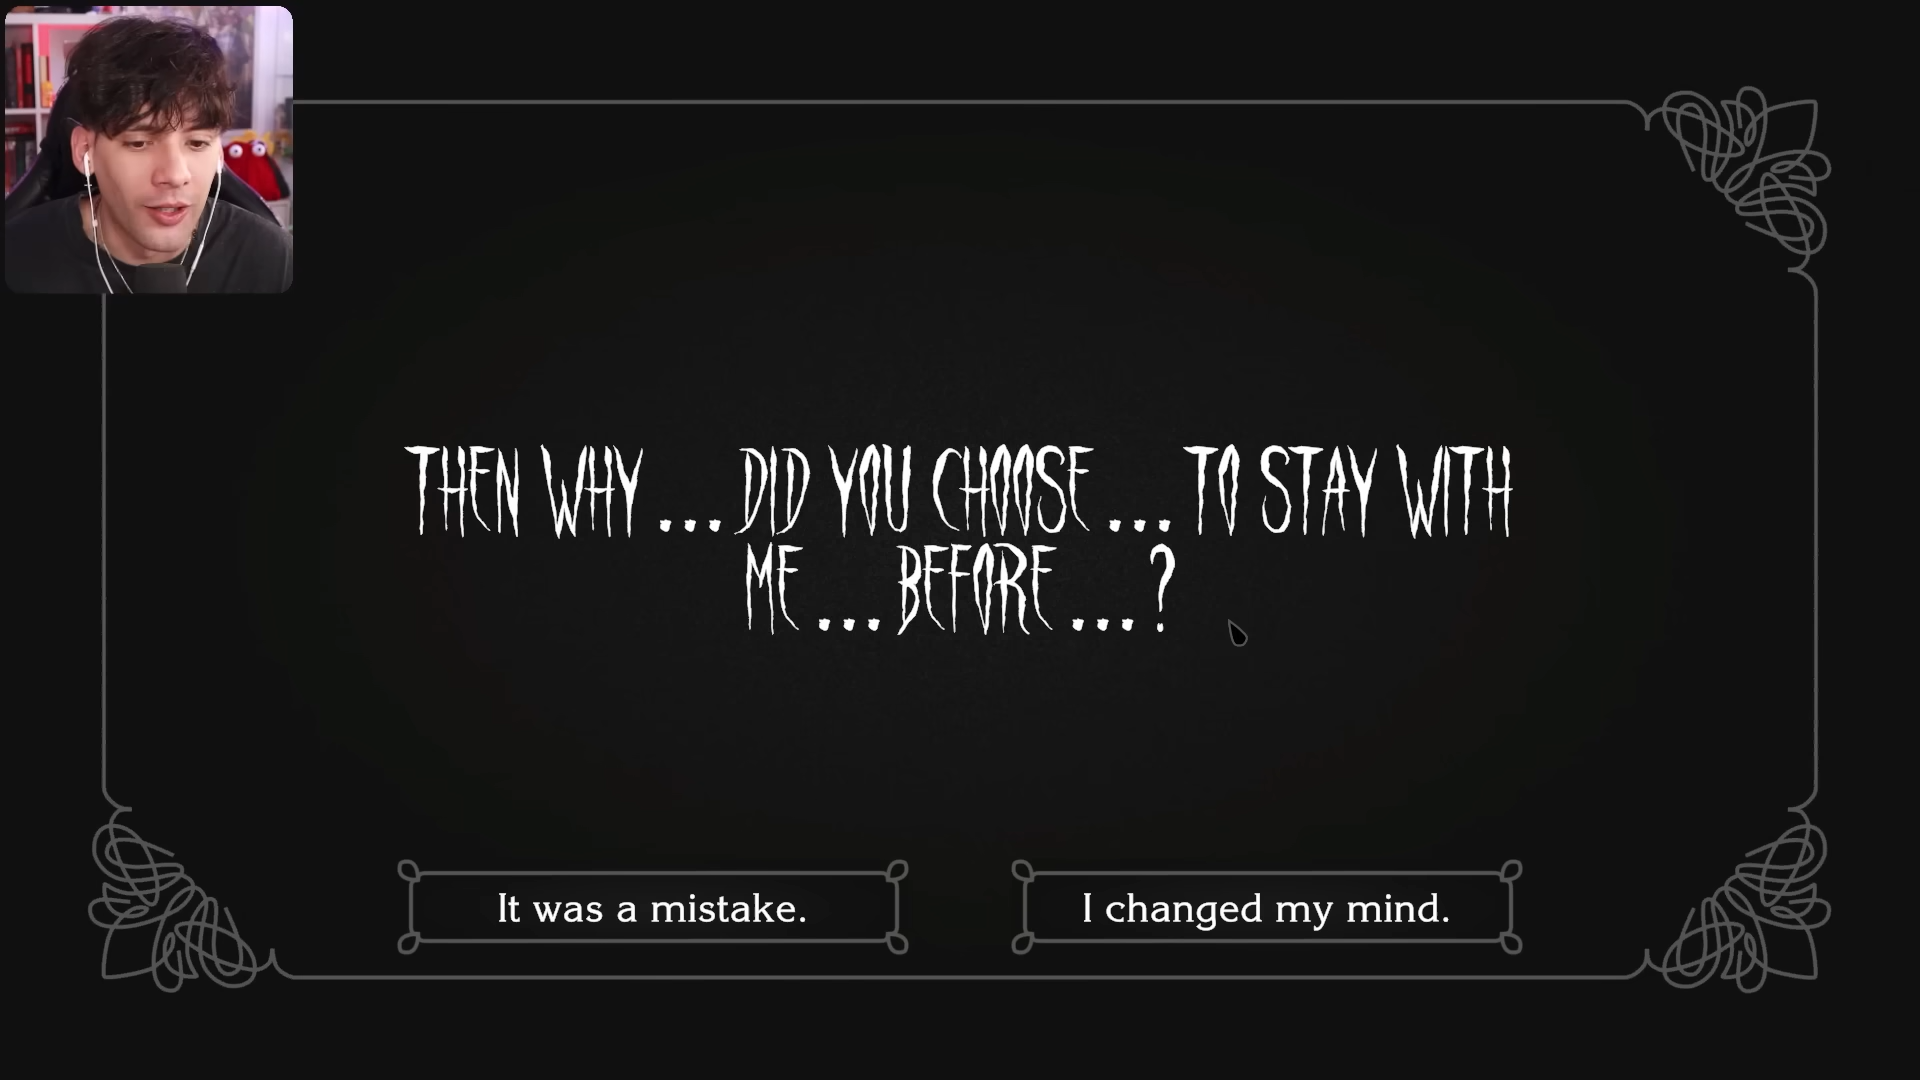 THEN WHY...DID YOU CHOOSE...TO STAY WITH
ME...BEFORE...?
It was a mistake.
I changed my mind.